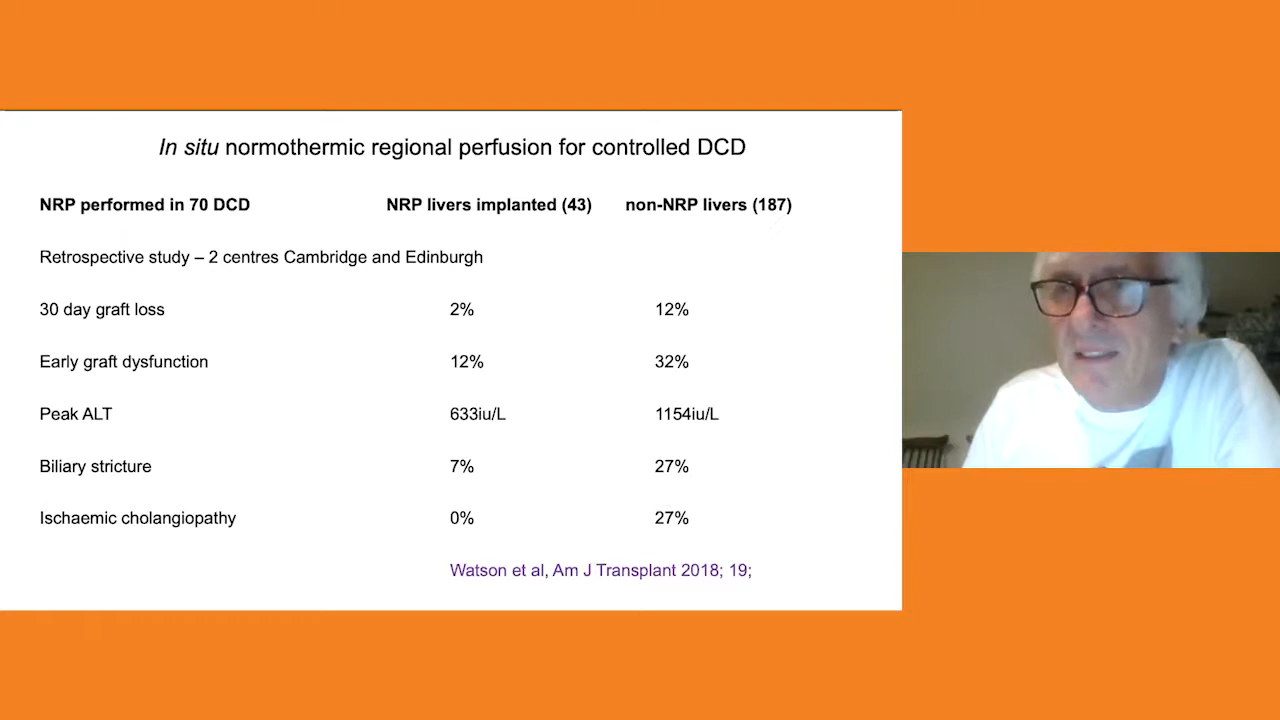 In situ normothermic regional perfusion for controlled DCD
NRP performed in 70 DCD NRP livers implanted (43) non-NRP livers (187)
Retrospective study – 2 centres Cambridge and Edinburgh
30 day graft loss 2% 12%
Early graft dysfunction 12% 32%
Peak ALT 633iu/L 1154iu/L
Biliary stricture 7% 27%
Ischaemic cholangiopathy 0% 27%
Watson et al, Am J Transplant 2018; 19;